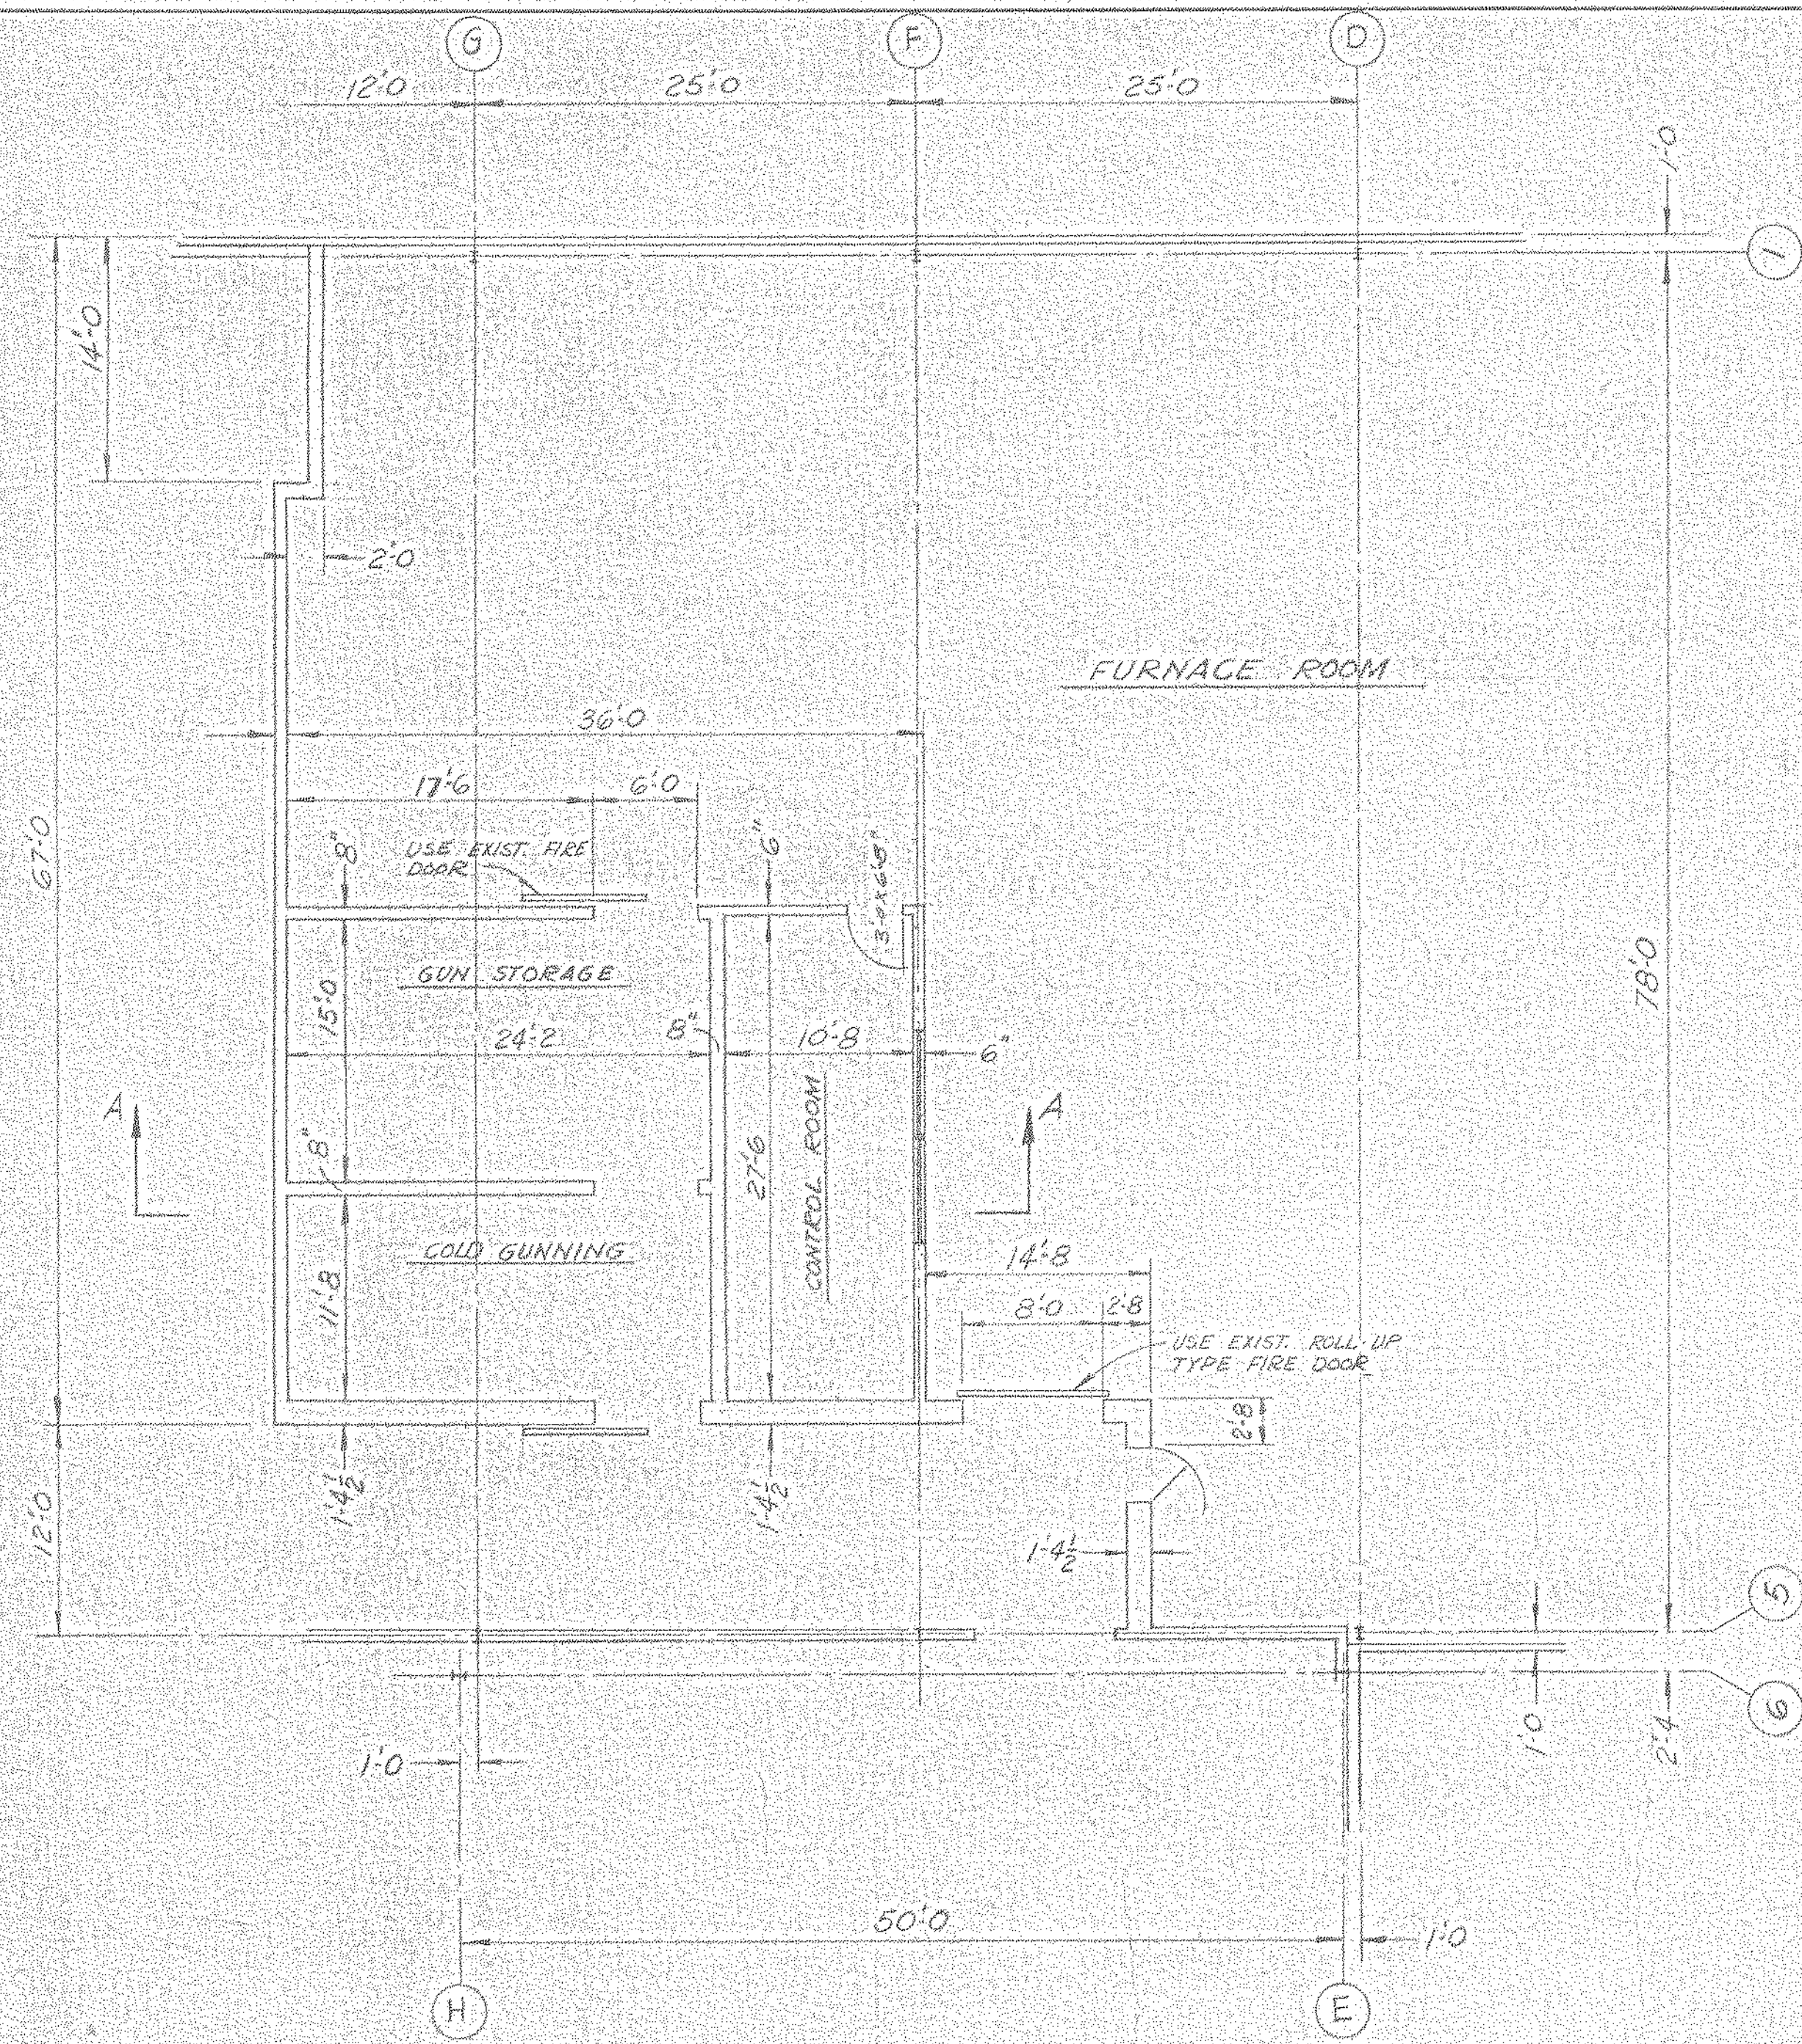 G
F
D
12'-0
25'-0
25'-0
1'-0
1
14'-0
2'-0
FURNACE ROOM
36'-0
17'-6
6'-0
67'-0
8"
USE EXIST. FIRE
DOOR
6"
3'-0 X 6'-8"
GUN STORAGE
78'-0
15'-0
24'-2
8"
10'-8
6"
A
A
8"
27'-6
CONTROL ROOM
COLD GUNNING
11'-8
14'-8
8'-0
2'-8
USE EXIST. ROLL UP
TYPE FIRE DOOR
2'-8
12'-0
1'-4½
1'-4½
1'-4½
5
6
1'-0
1'-0
2'-4
50'-0
1'-0
H
E